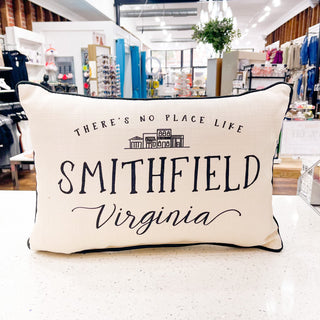 THERE'S NO PLACE LIKE
SMITHFIELD
Virginia